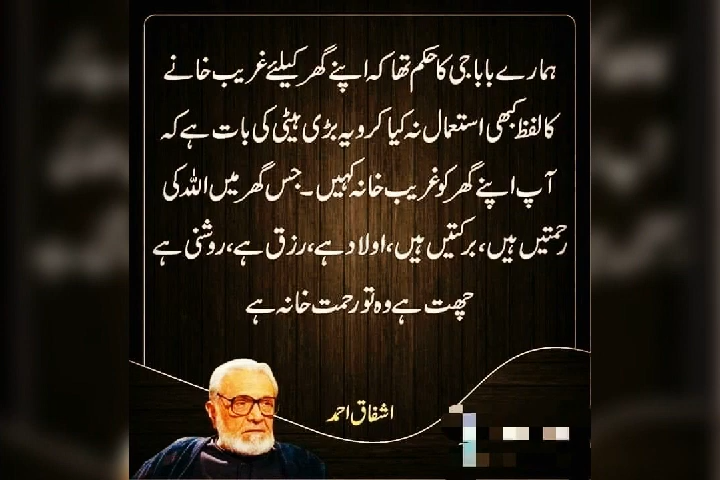 ہمارے بابا جی کا حکم تھا کہ اپنے گھر کیلئے غریب خانے
کا لفظ کبھی استعمال نہ کیا کرو یہ بڑی ہیٹی کی بات ہے کہ
آپ اپنے گھر کو غریب خانہ کہیں۔ جس گھر میں اللہ کی
رحمتیں ہیں، برکتیں ہیں، اولاد ہے، رزق ہے، روشنی ہے
چھت ہے وہ تو رحمت خانہ ہے
اشفاق احمد